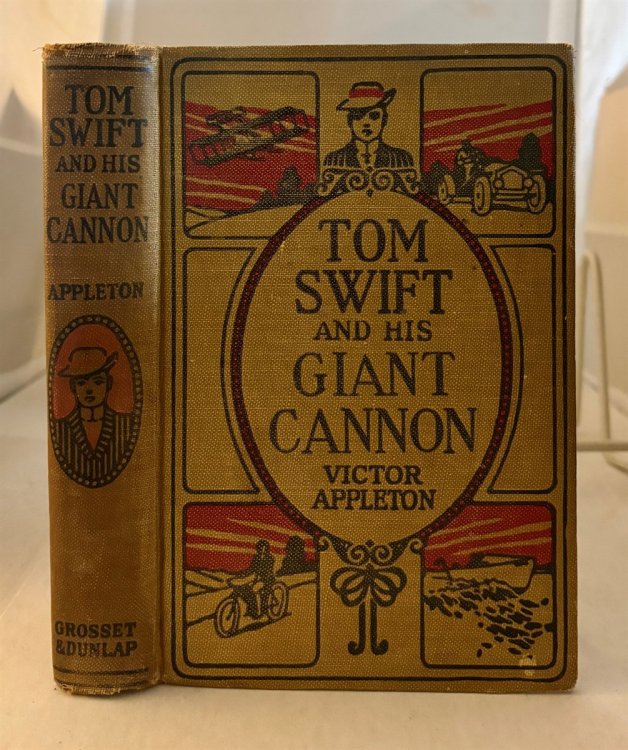 TOM
SWIFT
AND HIS
GIANT
CANNON
APPLETON
GROSSET
& DUNLAP
TOM
SWIFT
AND HIS
GIANT
CANNON
VICTOR
APPLETON